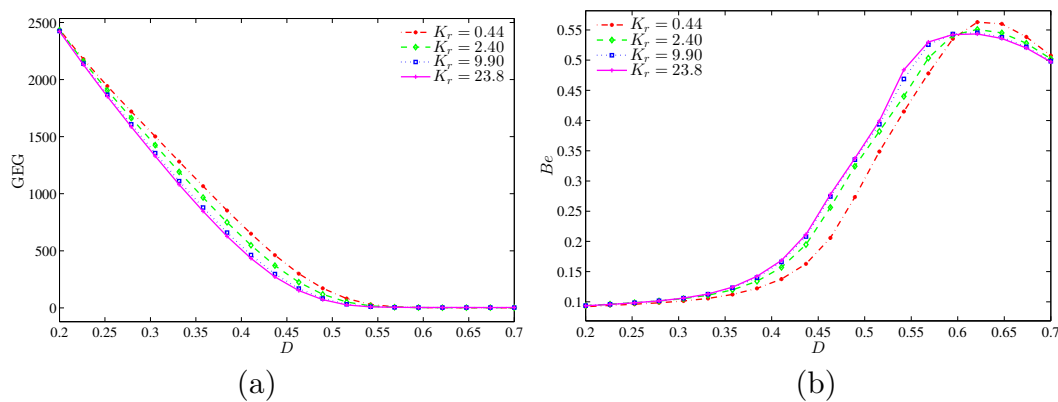 2500
2000
1500
1000
500
0
GEG
0.2 0.25 0.3 0.35 0.4 0.45 0.5 0.55 0.6 0.65 0.7
D
K_r = 0.44
K_r = 2.40
K_r = 9.90
K_r = 23.8
(a)
0.55
0.5
0.45
0.4
0.35
0.3
0.25
0.2
0.15
0.1
Be
0.2 0.25 0.3 0.35 0.4 0.45 0.5 0.55 0.6 0.65 0.7
D
K_r = 0.44
K_r = 2.40
K_r = 9.90
K_r = 23.8
(b)